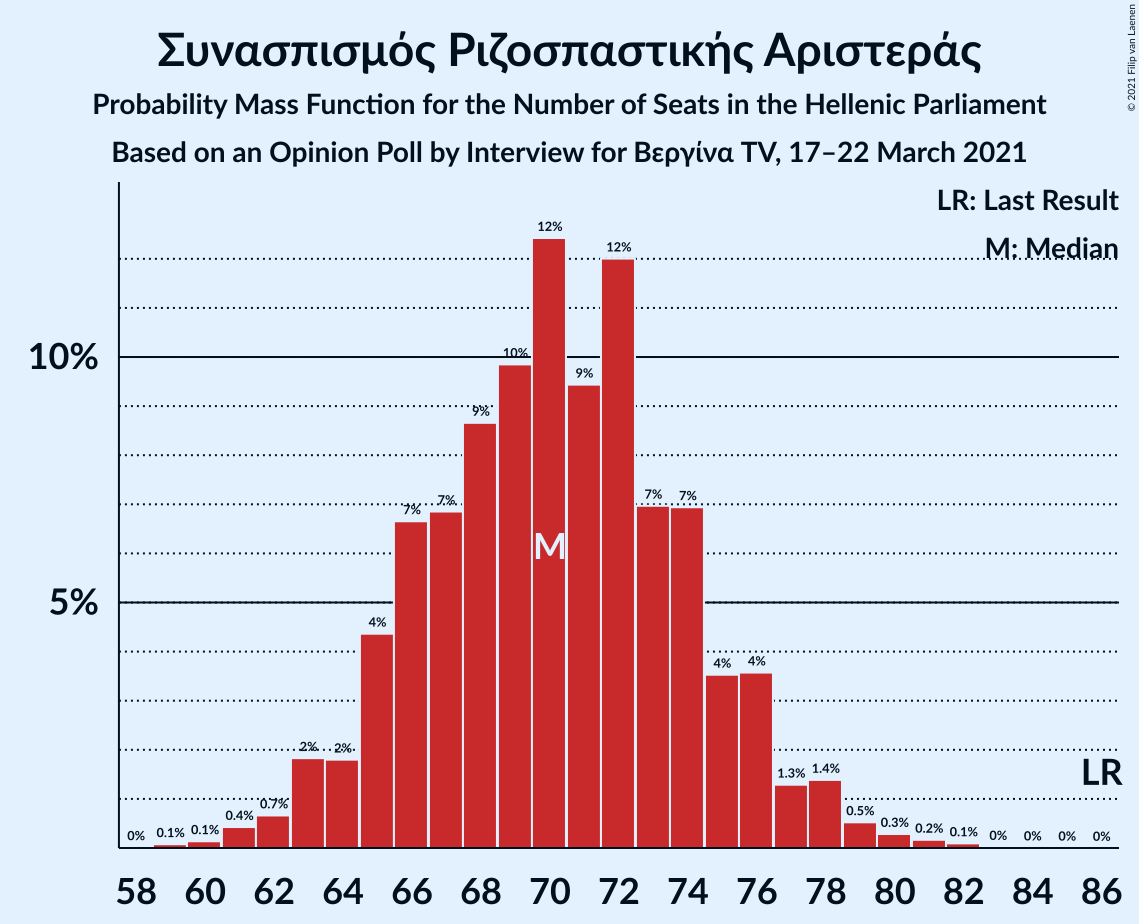 Συνασπισμός Ριζοσπαστικής Αριστεράς
Probability Mass Function for the Number of Seats in the Hellenic Parliament
Based on an Opinion Poll by Interview for Βεργίνα TV, 17–22 March 2021
© 2021 Filip van Laenen
LR: Last Result
M: Median
10%
5%
0% 0.1% 0.1% 0.4% 0.7% 2% 2% 4% 7% 7% 9% 10% 12% 9% 12% 7% 7% 4% 4% 1.3% 1.4% 0.5% 0.3% 0.2% 0.1% 0% 0% 0% 0%
M
LR
58 60 62 64 66 68 70 72 74 76 78 80 82 84 86